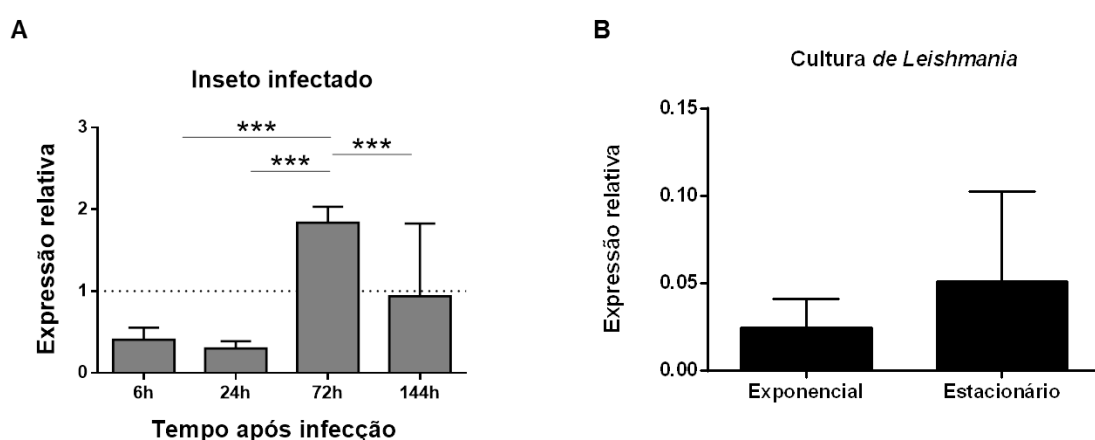 A
Inseto infectado
Expressão relativa
3
2
1
0
***
***
***
6h 24h 72h 144h
Tempo após infecção
B
Cultura de Leishmania
Expressão relativa
0.15
0.10
0.05
0.00
Exponencial Estacionário